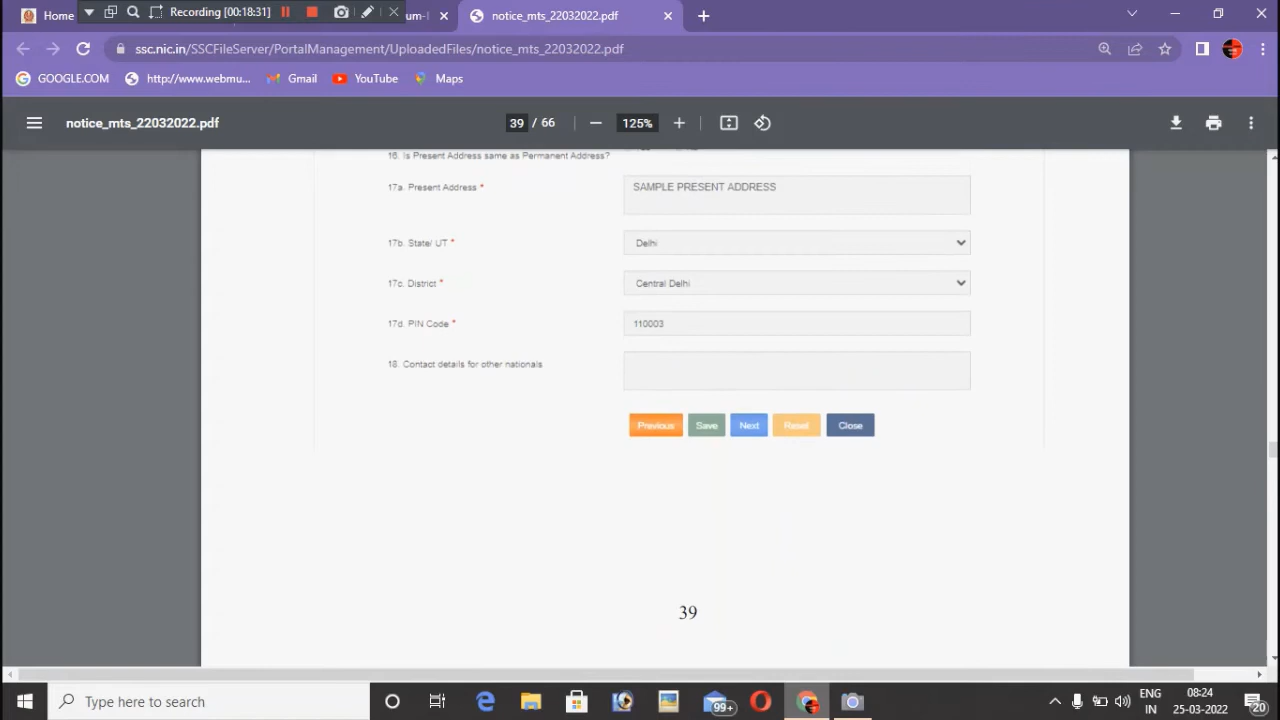 Home
Recording [00:18:31]
um-I
notice_mts_22032022.pdf
ssc.nic.in/SSCFileServer/PortalManagement/UploadedFiles/notice_mts_22032022.pdf
GOOGLE.COM
http://www.webmu...
Gmail
YouTube
Maps
notice_mts_22032022.pdf
39 / 66
125%
16. Is Present Address same as Permanent Address?
17a. Present Address *
SAMPLE PRESENT ADDRESS
17b. State/ UT *
Delhi
17c. District *
Central Delhi
17d. PIN Code *
110003
18. Contact details for other nationals
Previous
Save
Next
Reset
Close
39
Type here to search
99+
ENG
IN
08:24
25-03-2022
20